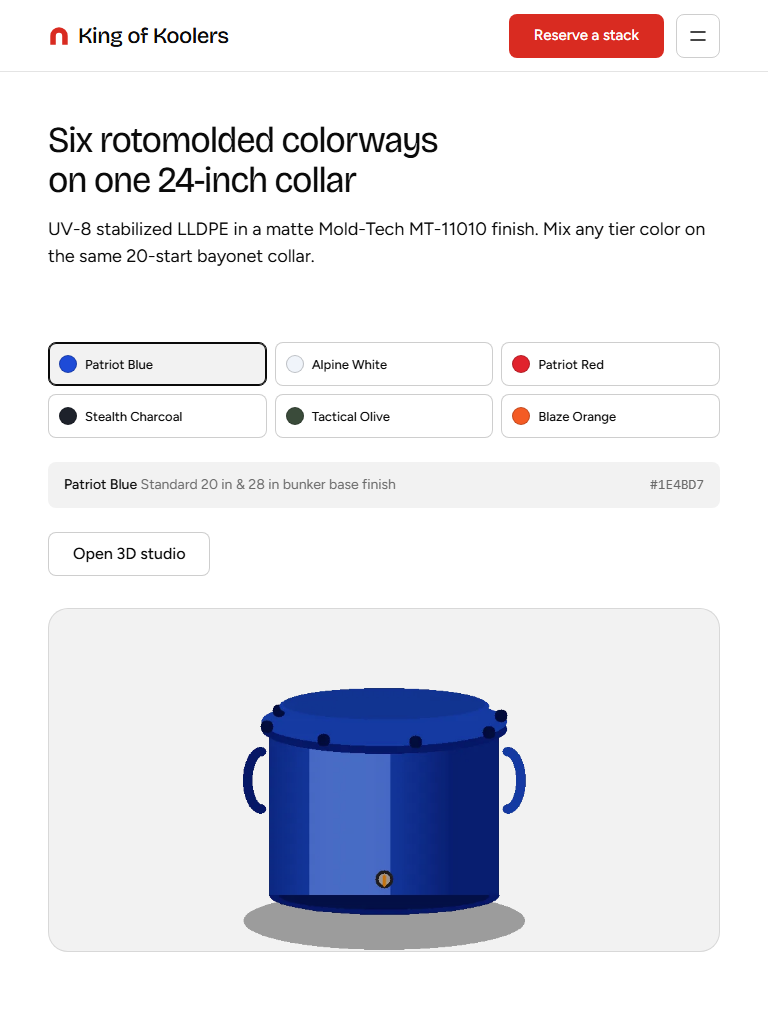 King of Koolers
Reserve a stack
Six rotomolded colorways
on one 24-inch collar
UV-8 stabilized LLDPE in a matte Mold-Tech MT-11010 finish. Mix any tier color on
the same 20-start bayonet collar.
Patriot Blue
Alpine White
Patriot Red
Stealth Charcoal
Tactical Olive
Blaze Orange
Patriot Blue Standard 20 in & 28 in bunker base finish
#1E4BD7
Open 3D studio